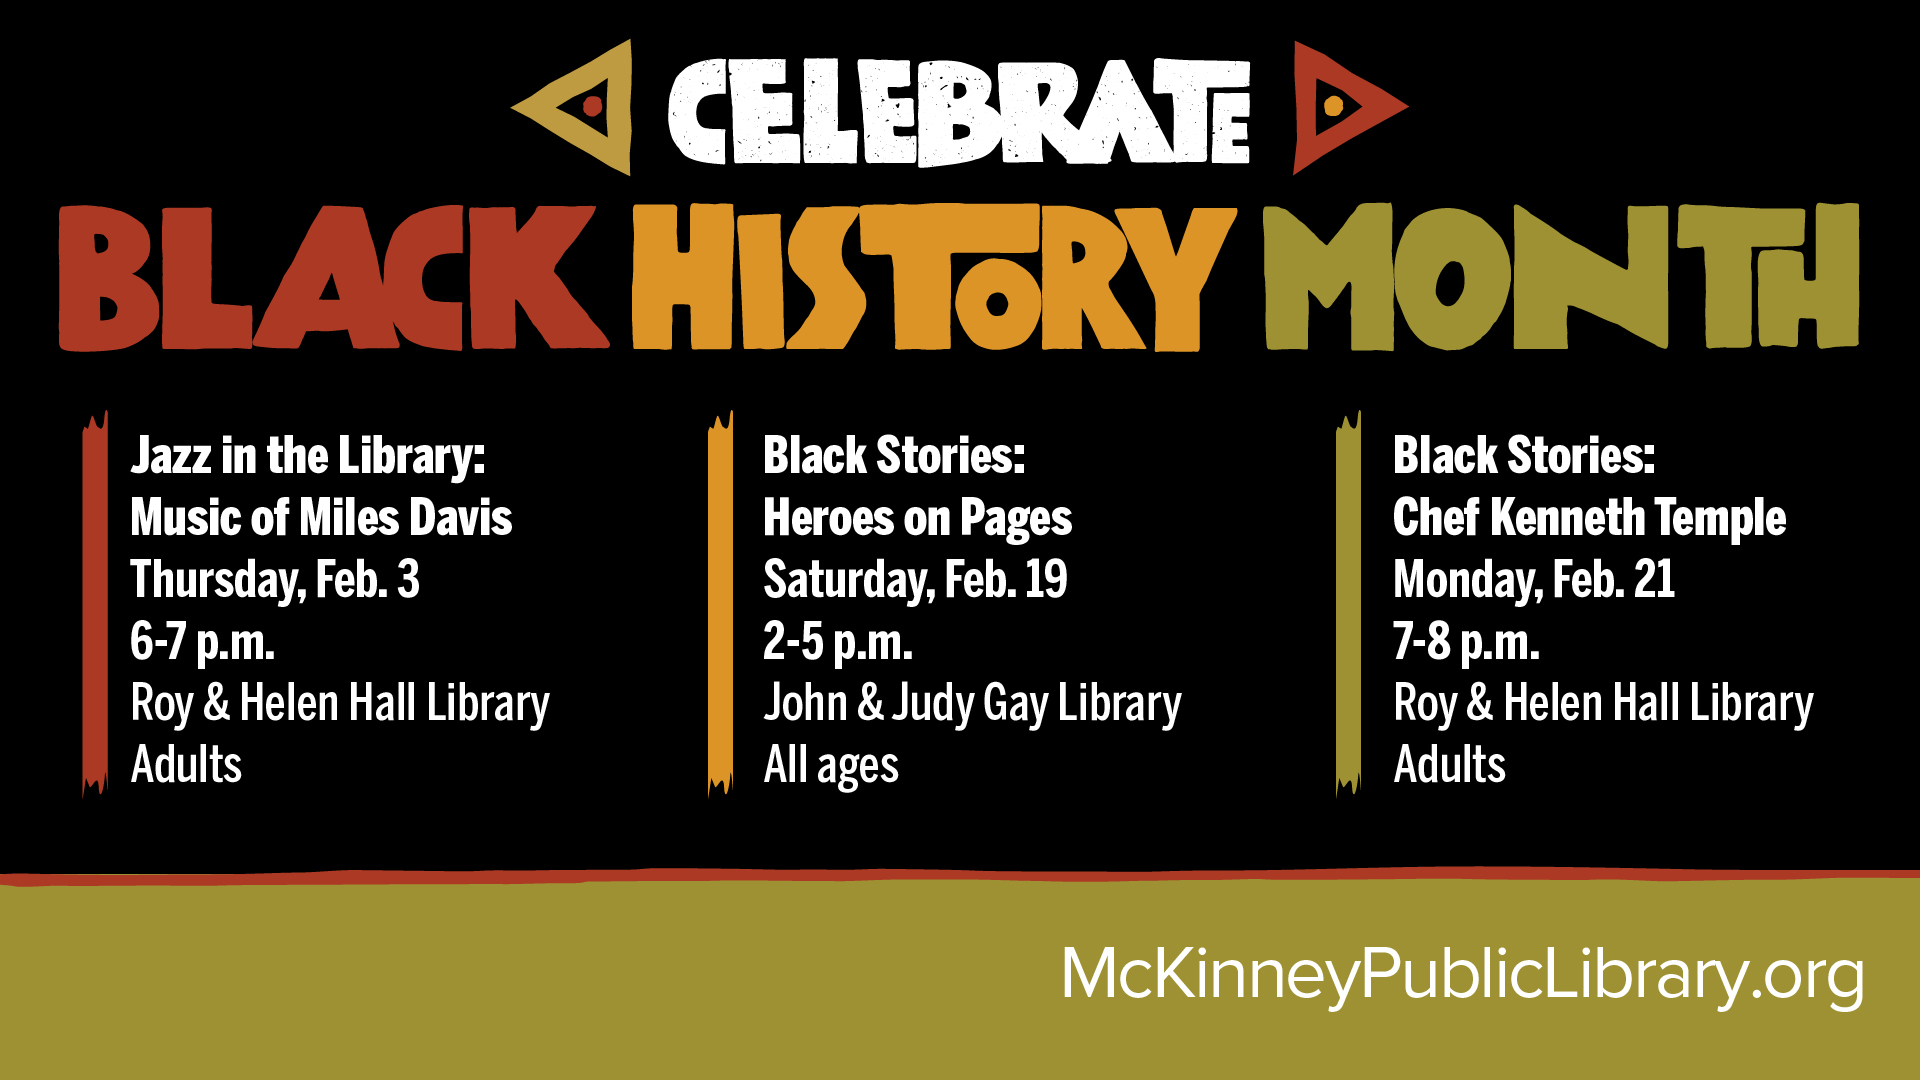 CELEBRATE
BLACK HISTORY MONTH
Jazz in the Library:
Music of Miles Davis
Thursday, Feb. 3
6-7 p.m.
Roy & Helen Hall Library
Adults
Black Stories:
Heroes on Pages
Saturday, Feb. 19
2-5 p.m.
John & Judy Gay Library
All ages
Black Stories:
Chef Kenneth Temple
Monday, Feb. 21
7-8 p.m.
Roy & Helen Hall Library
Adults
McKinneyPublicLibrary.org